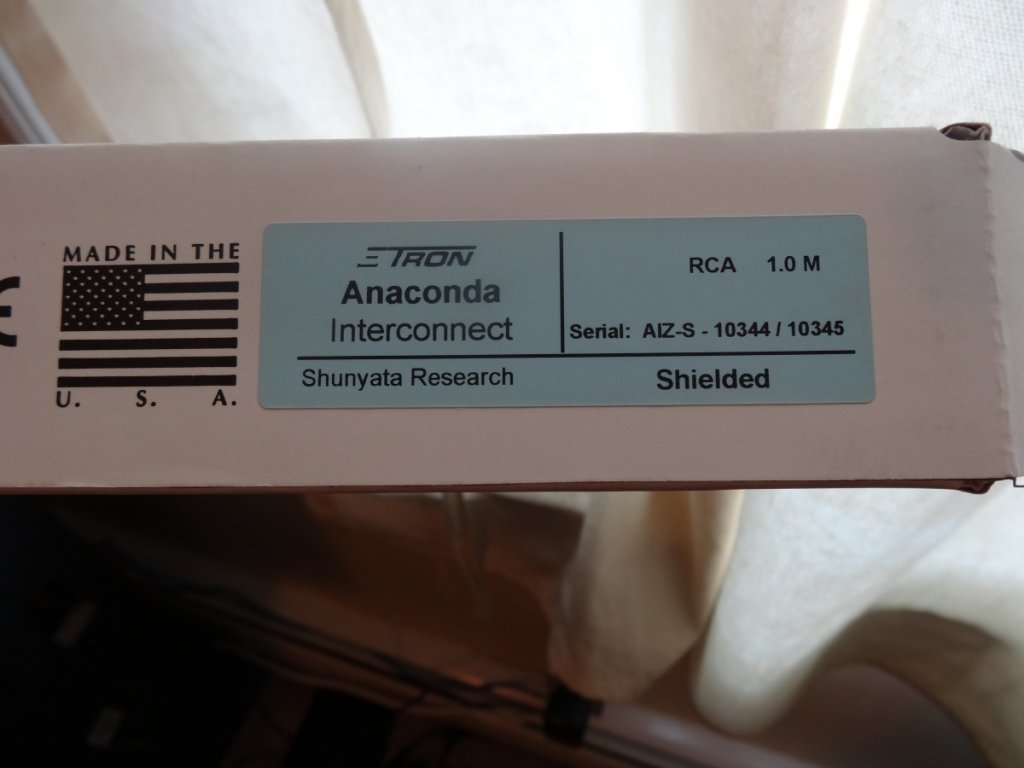 MADE IN THE
U. S. A.
ΞTRON
Anaconda
Interconnect
RCA 1.0 M
Serial: AIZ-S - 10344 / 10345
Shunyata Research
Shielded